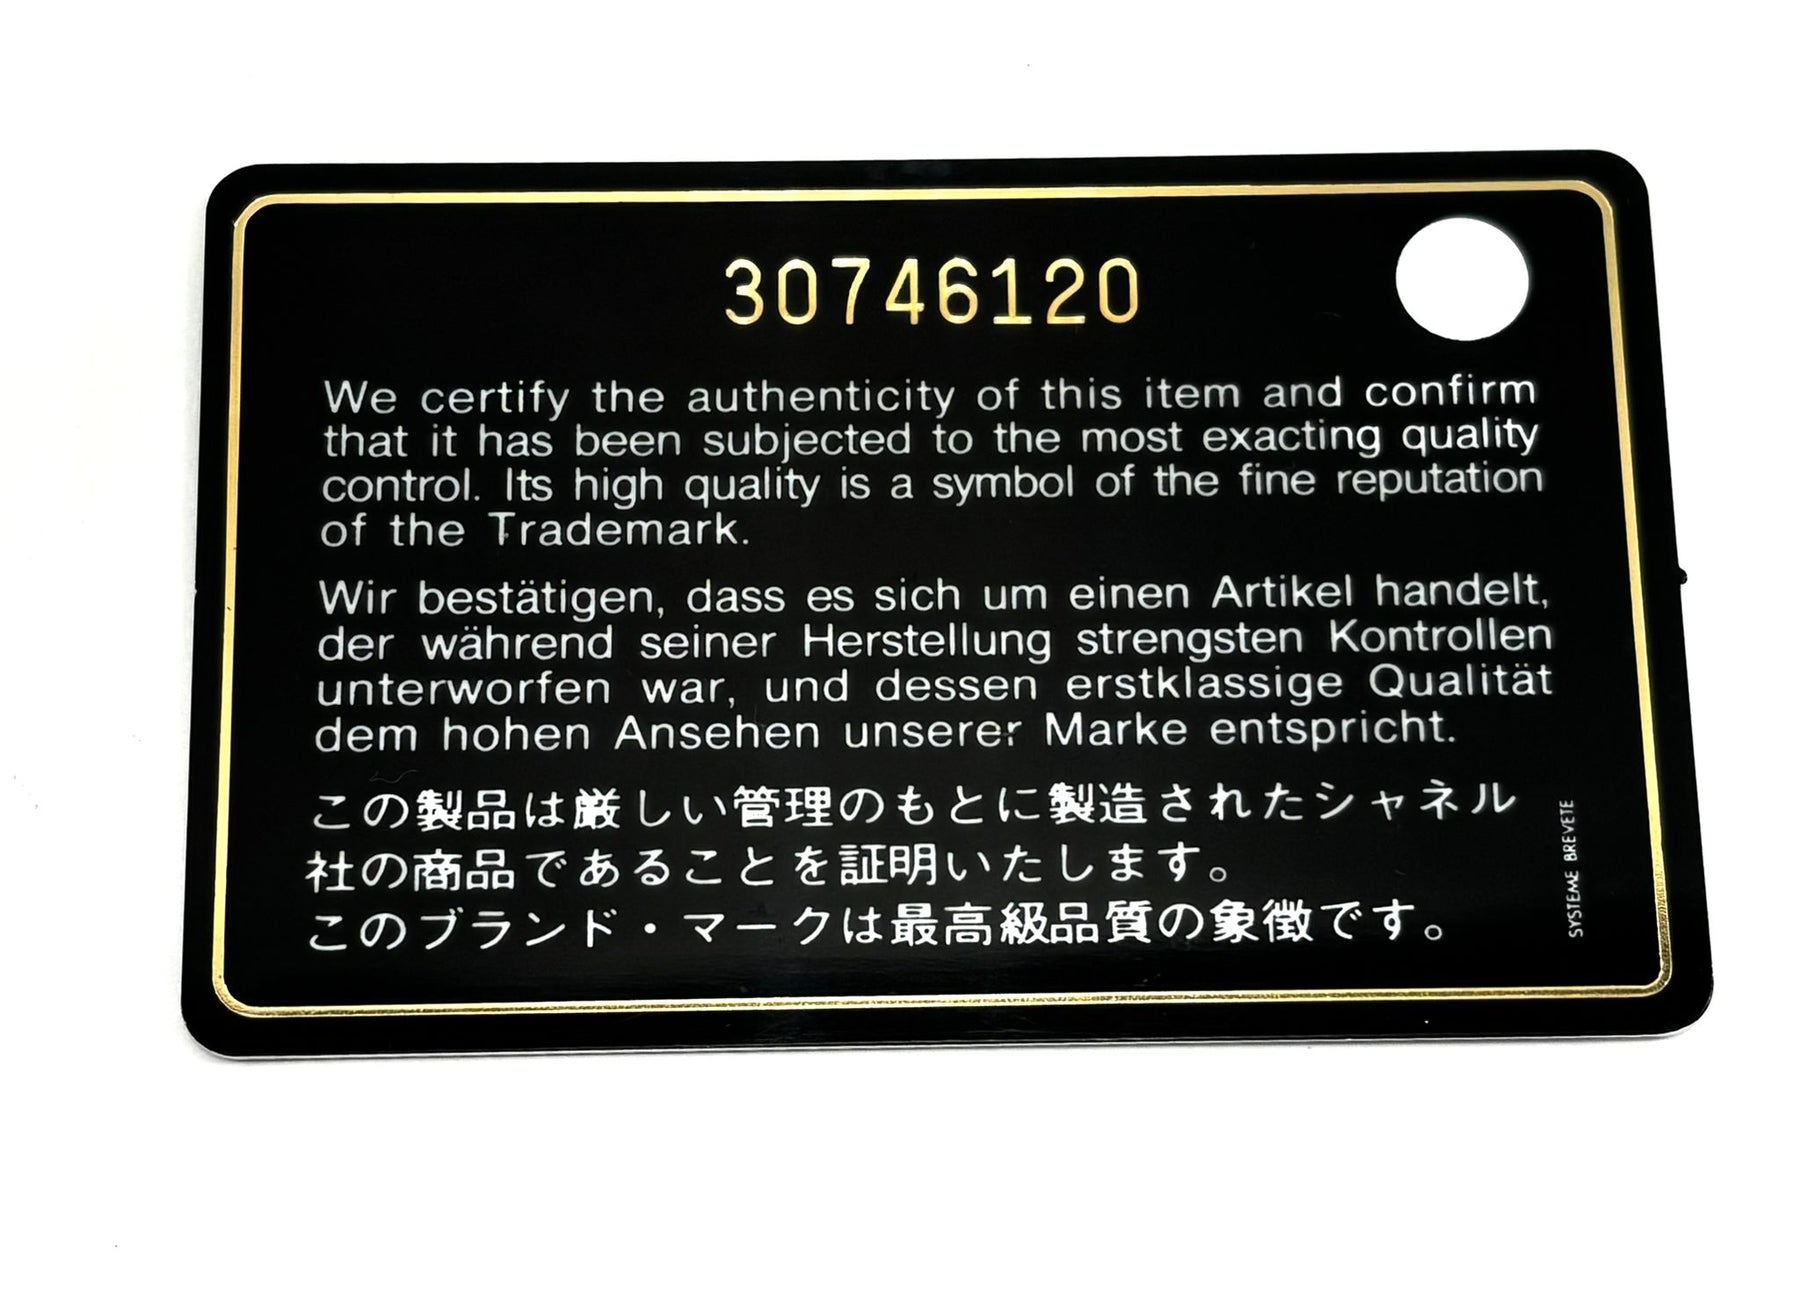 30746120
We certify the authenticity of this item and confirm
that it has been subjected to the most exacting quality
control. Its high quality is a symbol of the fine reputation
of the Trademark.
Wir bestätigen, dass es sich um einen Artikel handelt,
der während seiner Herstellung strengsten Kontrollen
unterworfen war, und dessen erstklassige Qualität
dem hohen Ansehen unserer Marke entspricht.
この製品は厳しい管理のもとに製造されたシャネル
社の商品であることを証明いたします。
このブランド・マークは最高級品質の象徴です。
SYSTEME BREVETE